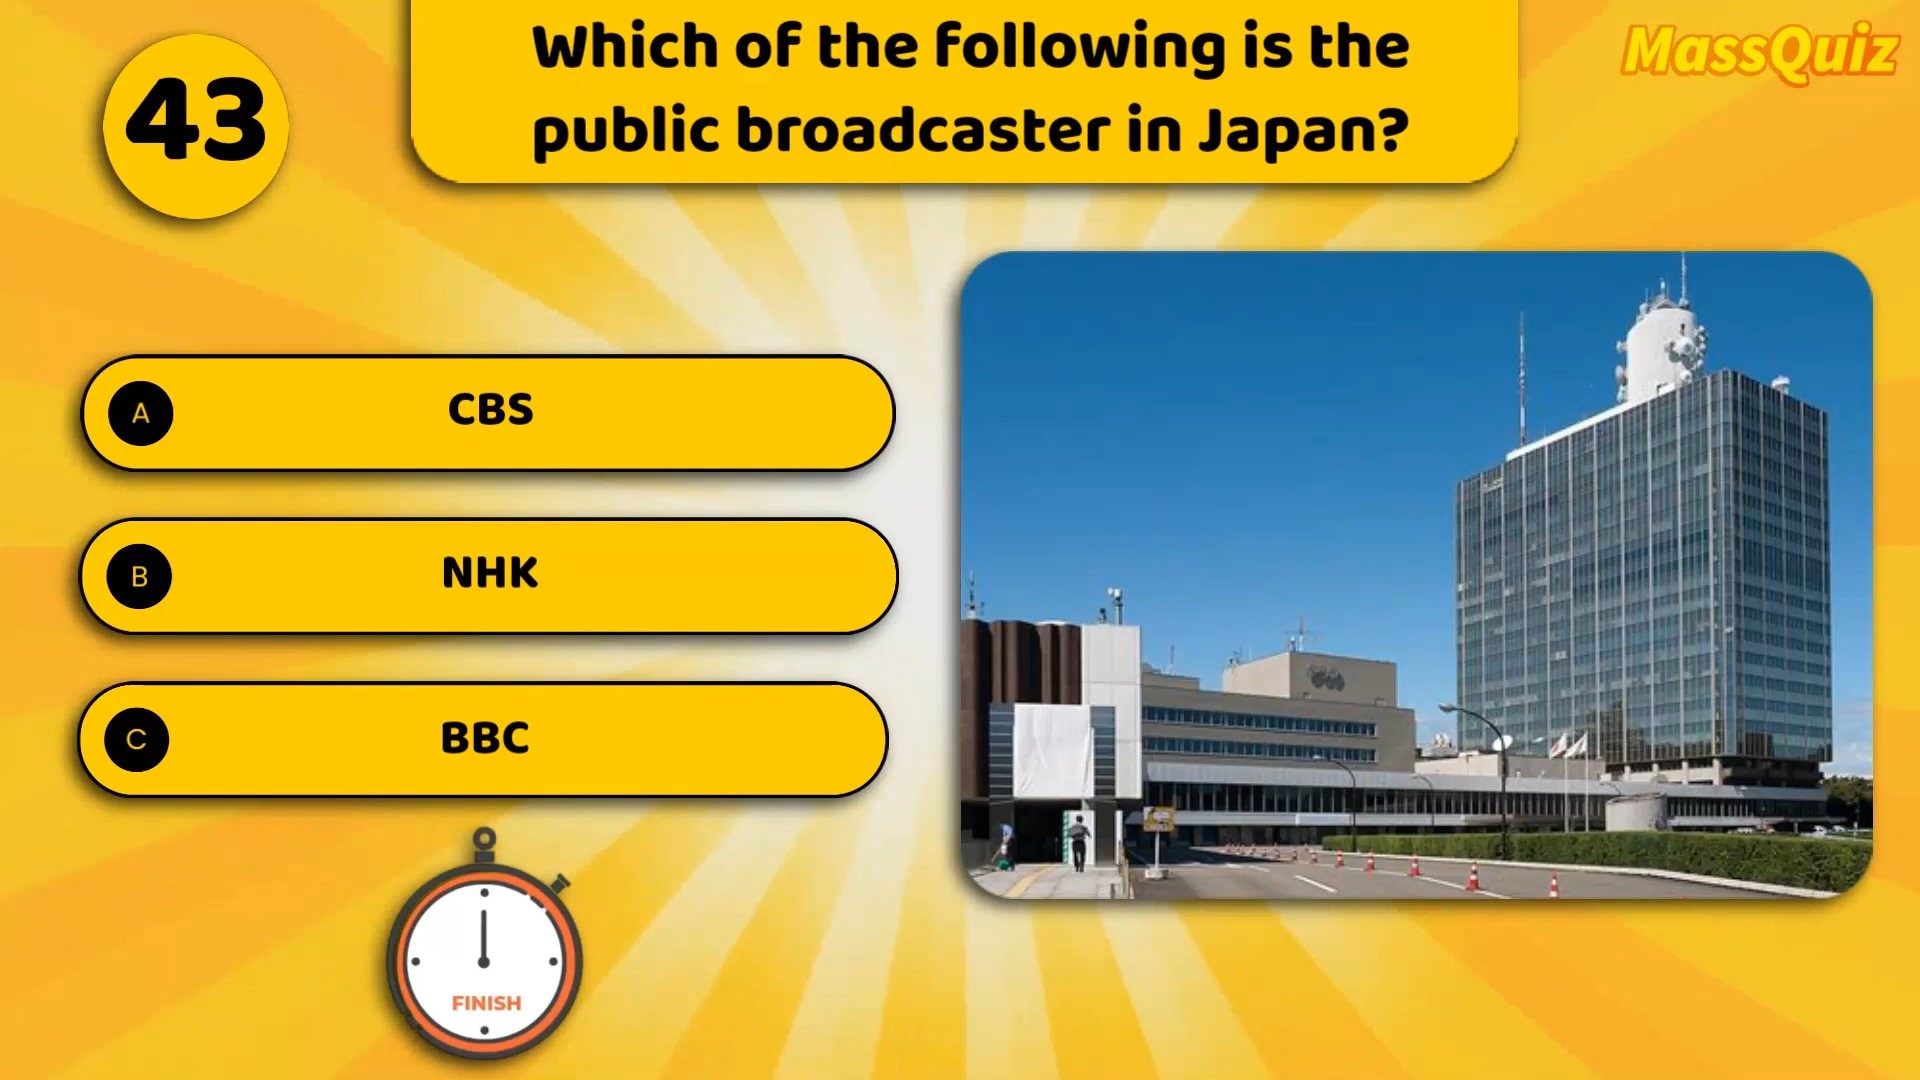 43
Which of the following is the
public broadcaster in Japan?
MassQuiz
A
CBS
B
NHK
C
BBC
FINISH